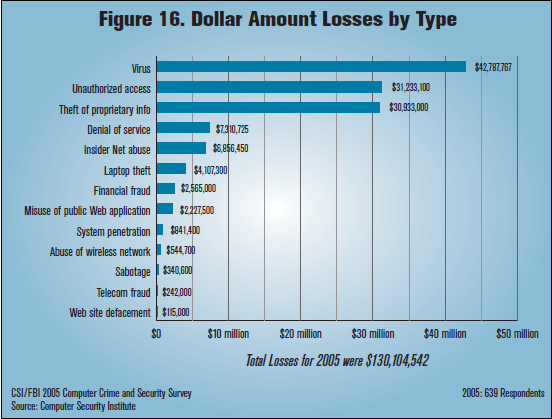 Figure 16. Dollar Amount Losses by Type
Virus $42,787,767
Unauthorized access $31,233,100
Theft of proprietary info $30,933,000
Denial of service $7,310,725
Insider Net abuse $6,856,450
Laptop theft $4,107,300
Financial fraud $2,565,000
Misuse of public Web application $2,227,500
System penetration $841,400
Abuse of wireless network $544,700
Sabotage $340,600
Telecom fraud $242,000
Web site defacement $115,000
$0 $10 million $20 million $30 million $40 million $50 million
Total Losses for 2005 were $130,104,542
CSI/FBI 2005 Computer Crime and Security Survey 2005: 639 Respondents
Source: Computer Security Institute